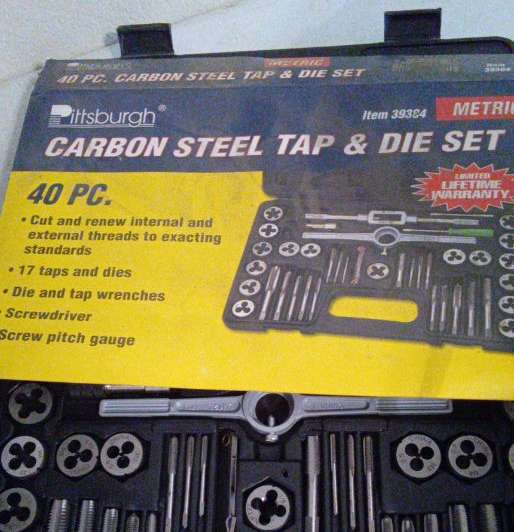 METRIC
40 PC. CARBON STEEL TAP & DIE SET
Item
39384
Pittsburgh®
Item 39384
METRIC
CARBON STEEL TAP & DIE SET
40 PC.
LIMITED
LIFETIME
WARRANTY
• Cut and renew internal and
external threads to exacting
standards
• 17 taps and dies
• Die and tap wrenches
• Screwdriver
Screw pitch gauge